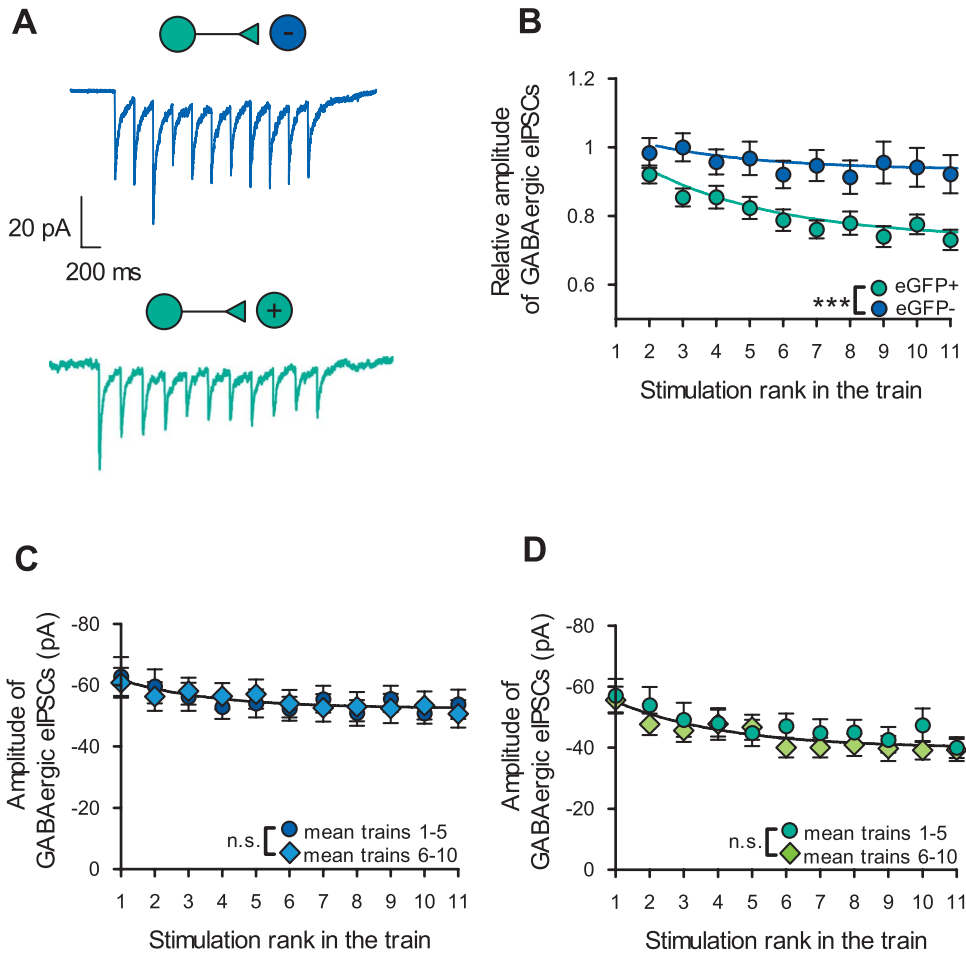 A
-
20 pA
200 ms
+
B
Relative amplitude
of GABAergic eIPSCs
1.2
1
0.8
0.6
*** eGFP+
eGFP-
1 2 3 4 5 6 7 8 9 10 11
Stimulation rank in the train
C
Amplitude of
GABAergic eIPSCs (pA)
-80
-60
-40
-20
0
n.s. mean trains 1-5
mean trains 6-10
1 2 3 4 5 6 7 8 9 10 11
Stimulation rank in the train
D
Amplitude of
GABAergic eIPSCs (pA)
-80
-60
-40
-20
0
n.s. mean trains 1-5
mean trains 6-10
1 2 3 4 5 6 7 8 9 10 11
Stimulation rank in the train